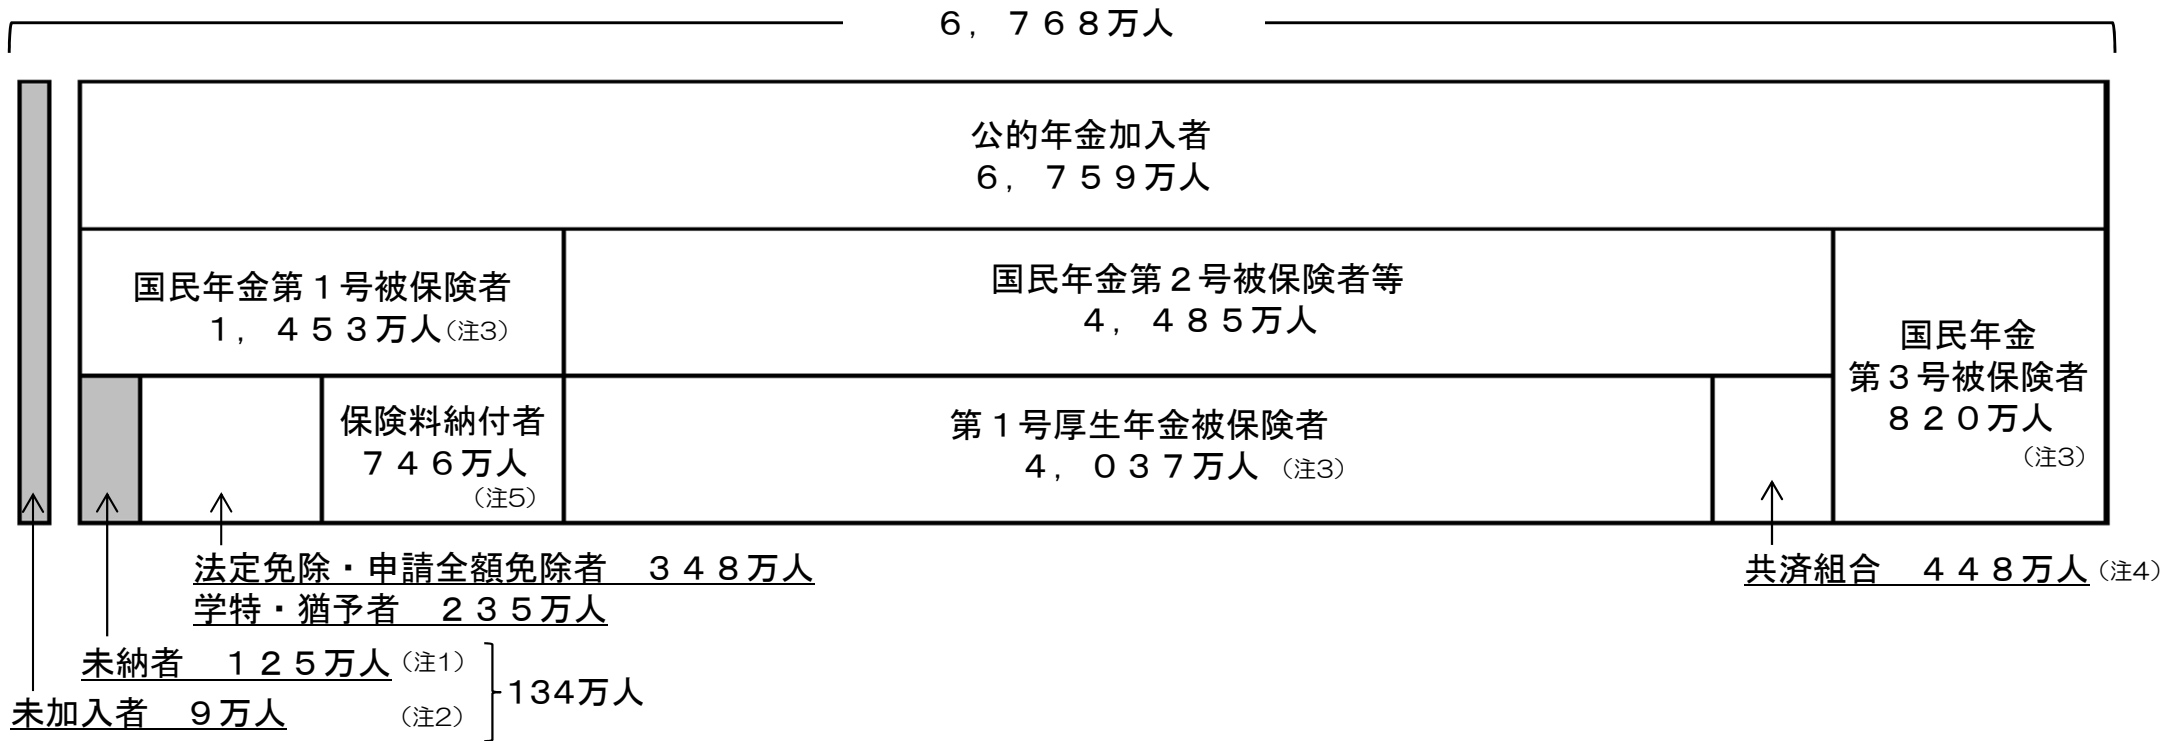 ６，７６８万人
公的年金加入者
６，７５９万人
国民年金第１号被保険者
１，４５３万人（注3）
国民年金第２号被保険者等
４，４８５万人
国民年金
第３号被保険者
８２０万人
（注3）
保険料納付者
７４６万人
（注5）
第１号厚生年金被保険者
４，０３７万人（注3）
法定免除・申請全額免除者　３４８万人
学特・猶予者　２３５万人
共済組合　４４８万人（注4）
未納者　１２５万人（注1）
134万人
未加入者　９万人（注2）